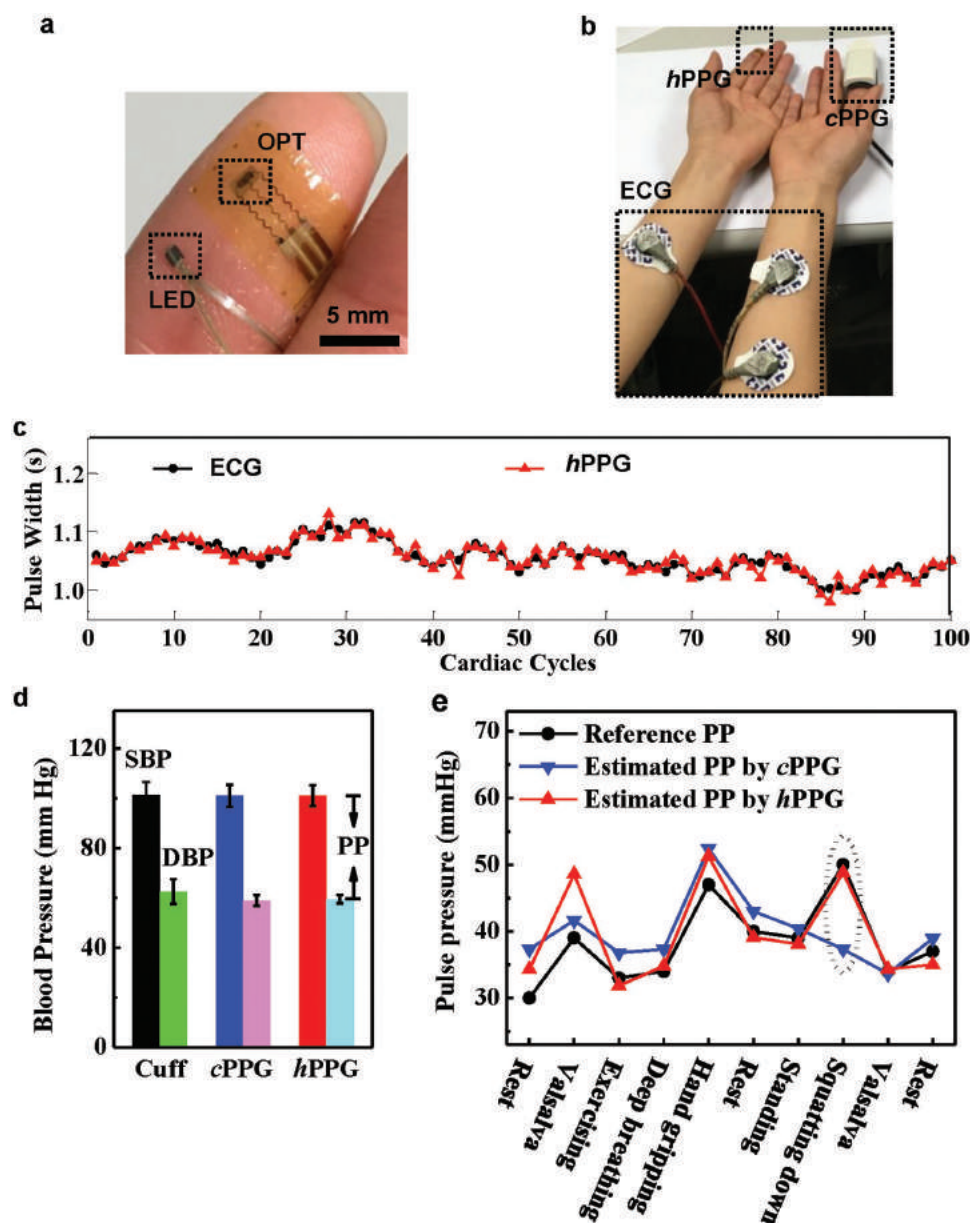 a
OPT
LED
5 mm
b
hPPG
cPPG
ECG
c
Pulse Width (s)
1.2
1.1
1.0
ECG
hPPG
0 10 20 30 40 50 60 70 80 90 100
Cardiac Cycles
d
Blood Pressure (mm Hg)
120
80
40
0
SBP
DBP
PP
Cuff cPPG hPPG
e
Pulse pressure (mmHg)
70
60
50
40
30
Reference PP
Estimated PP by cPPG
Estimated PP by hPPG
Rest
Valsalva
Exercising
Deep breathing
Hand gripping
Rest
Standing
Squatting down
Valsalva
Rest